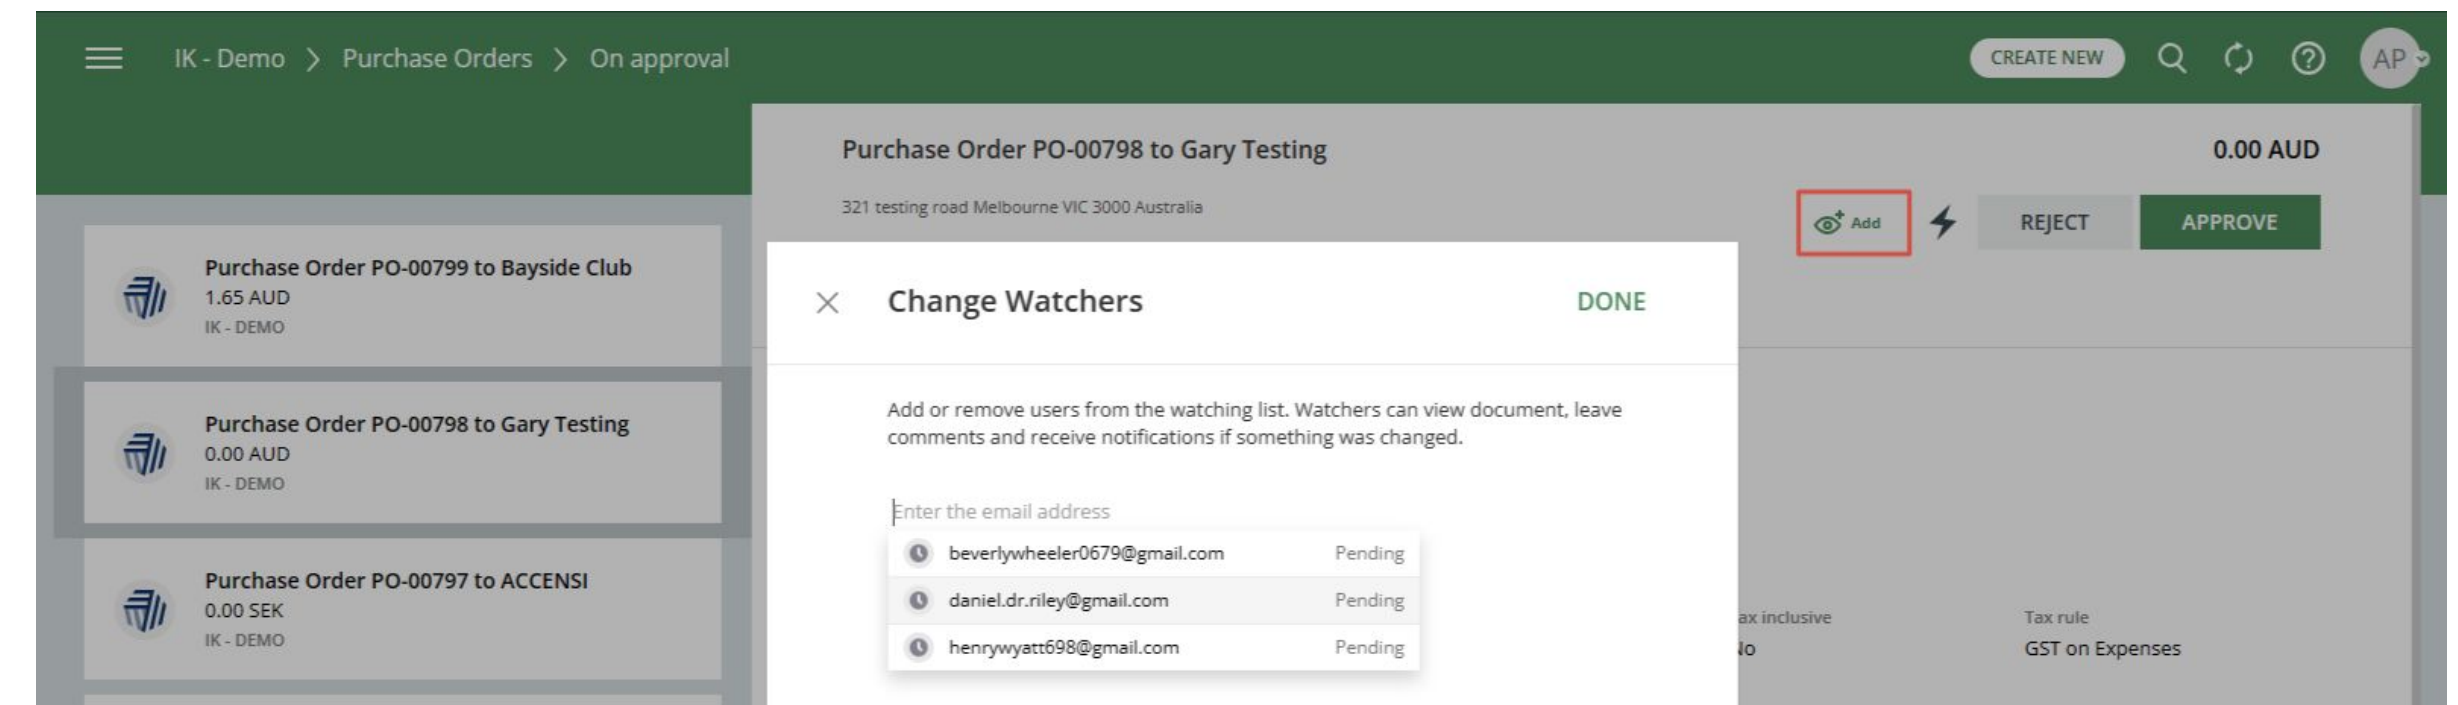 IK - Demo > Purchase Orders > On approval
CREATE NEW
AP
Purchase Order PO-00798 to Gary Testing
0.00 AUD
321 testing road Melbourne VIC 3000 Australia
Add
REJECT
APPROVE
Purchase Order PO-00799 to Bayside Club
1.65 AUD
IK - DEMO
Purchase Order PO-00798 to Gary Testing
0.00 AUD
IK - DEMO
Purchase Order PO-00797 to ACCENSI
0.00 SEK
IK - DEMO
Change Watchers
DONE
Add or remove users from the watching list. Watchers can view document, leave
comments and receive notifications if something was changed.
Enter the email address
beverlywheeler0679@gmail.com Pending
daniel.dr.riley@gmail.com Pending
henrywyatt698@gmail.com Pending
ax inclusive
Tax rule
GST on Expenses